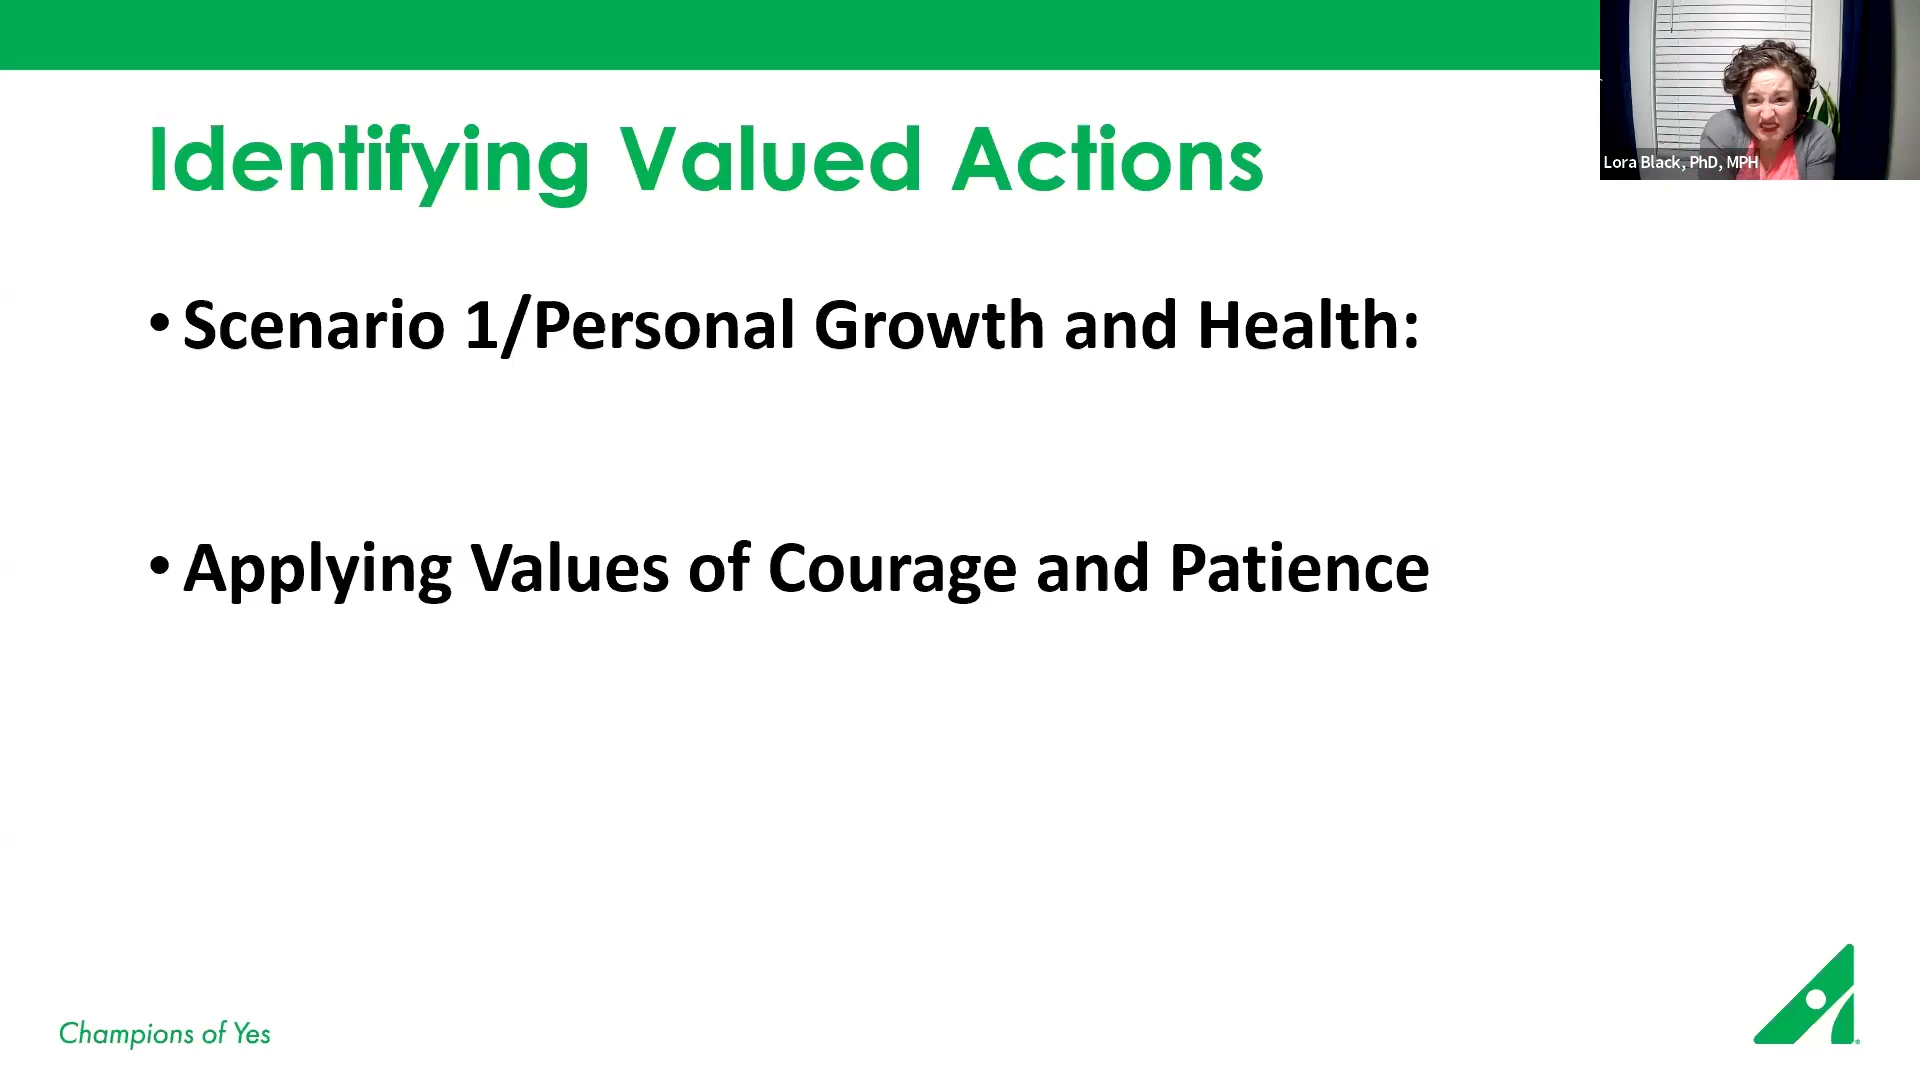 Identifying Valued Actions
Lora Black, PhD, MPH
• Scenario 1/Personal Growth and Health:
• Applying Values of Courage and Patience
Champions of Yes